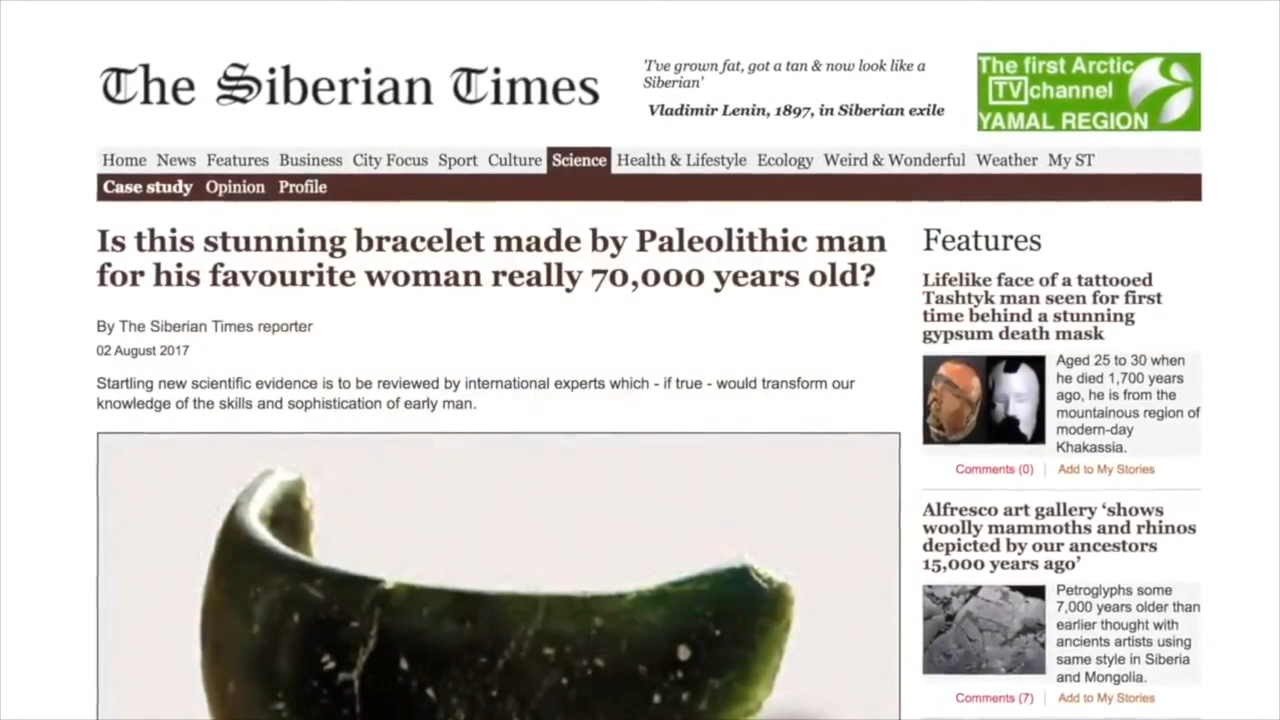 The Siberian Times
'I've grown fat, got a tan & now look like a
Siberian'
Vladimir Lenin, 1897, in Siberian exile
The first Arctic
TV channel
YAMAL REGION
Home News Features Business City Focus Sport Culture Science Health & Lifestyle Ecology Weird & Wonderful Weather My ST
Case study Opinion Profile
Is this stunning bracelet made by Paleolithic man
for his favourite woman really 70,000 years old?
By The Siberian Times reporter
02 August 2017
Startling new scientific evidence is to be reviewed by international experts which - if true - would transform our
knowledge of the skills and sophistication of early man.
Features
Lifelike face of a tattooed
Tashtyk man seen for first
time behind a stunning
gypsum death mask
Aged 25 to 30 when
he died 1,700 years
ago, he is from the
mountainous region of
modern-day
Khakassia.
Comments (0) | Add to My Stories
Alfresco art gallery 'shows
woolly mammoths and rhinos
depicted by our ancestors
15,000 years ago'
Petroglyphs some
7,000 years older than
earlier thought with
ancients artists using
same style in Siberia
and Mongolia.
Comments (7) | Add to My Stories